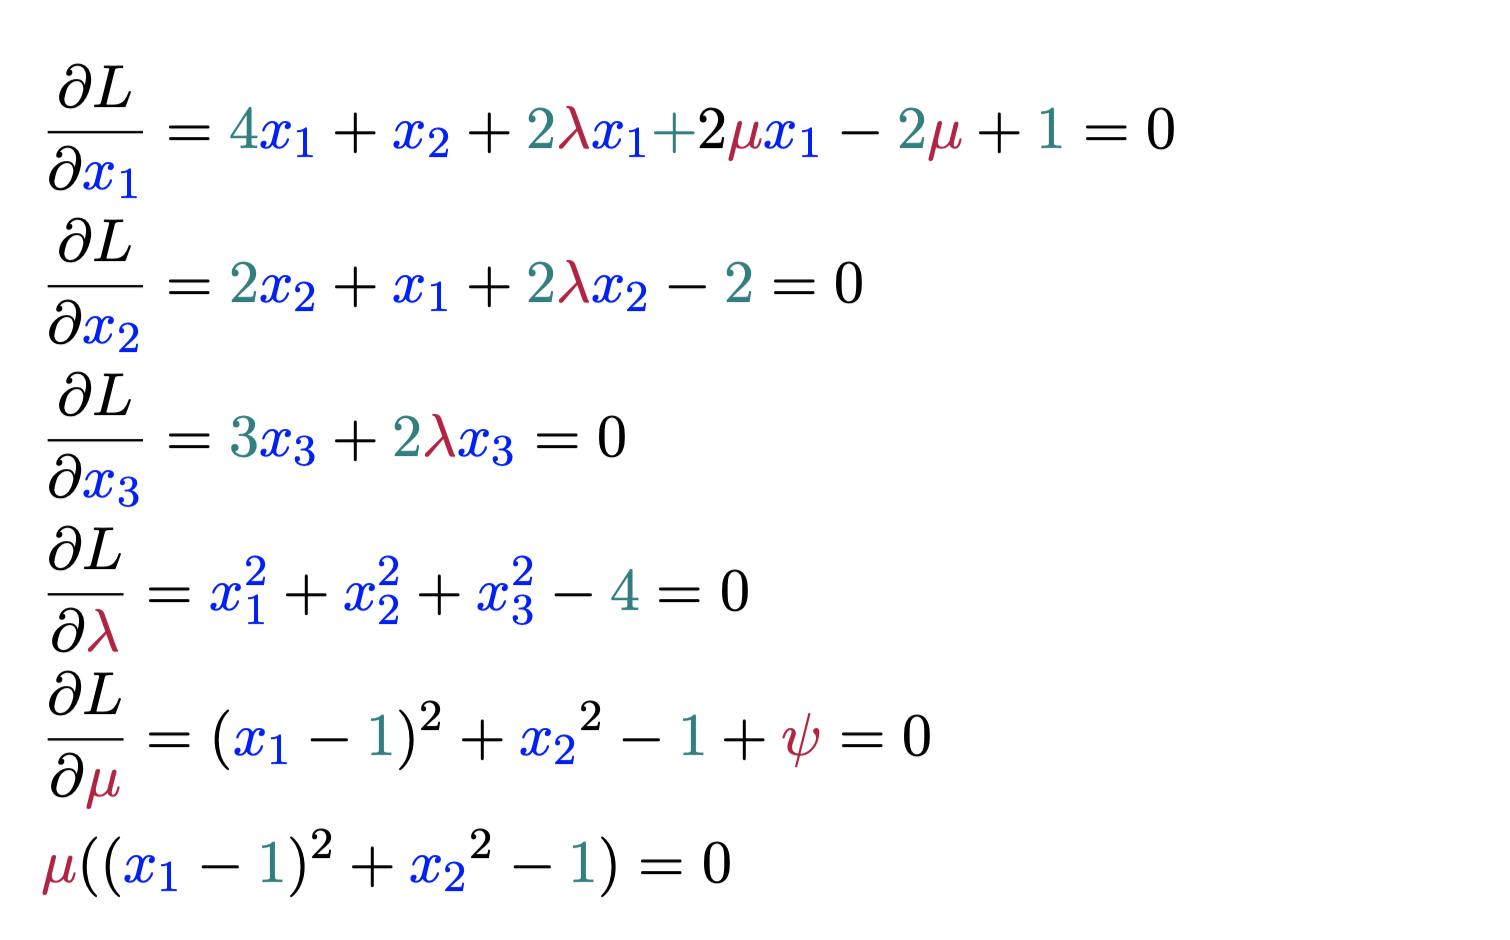 ∂L/∂x₁ = 4x₁ + x₂ + 2λx₁+2μx₁ − 2μ + 1 = 0
∂L/∂x₂ = 2x₂ + x₁ + 2λx₂ − 2 = 0
∂L/∂x₃ = 3x₃ + 2λx₃ = 0
∂L/∂λ = x₁² + x₂² + x₃² − 4 = 0
∂L/∂μ = (x₁ − 1)² + x₂² − 1 + ψ = 0
μ((x₁ − 1)² + x₂² − 1) = 0